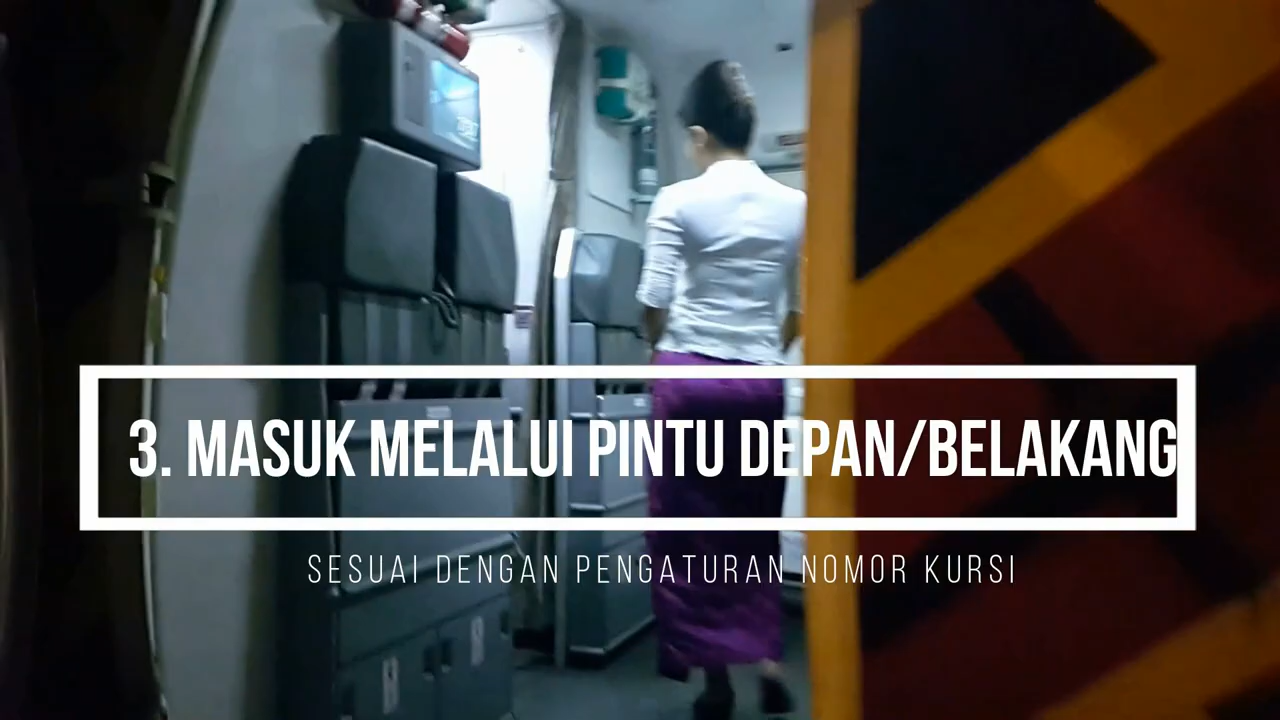 3. MASUK MELALUI PINTU DEPAN/BELAKANG
SESUAI DENGAN PENGATURAN NOMOR KURSI